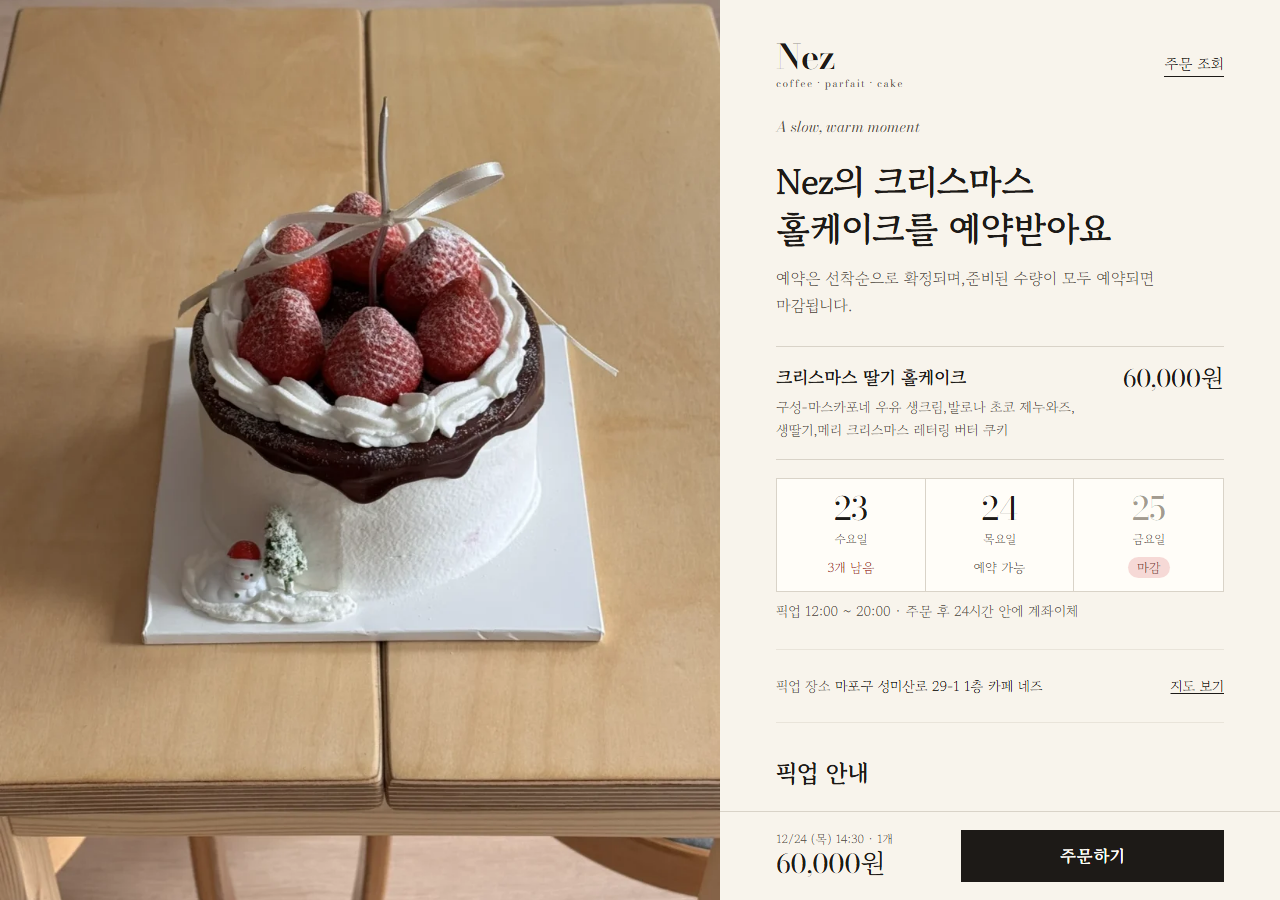 Nez
coffee · parfait · cake
주문 조회
A slow, warm moment
Nez의 크리스마스
홀케이크를 예약받아요
예약은 선착순으로 확정되며,준비된 수량이 모두 예약되면
마감됩니다.
크리스마스 딸기 홀케이크
60,000원
구성-마스카포네 우유 생크림,발로나 초코 제누와즈,
생딸기,메리 크리스마스 레터링 버터 쿠키
23
수요일
3개 남음
24
목요일
예약 가능
25
금요일
마감
픽업 12:00 ~ 20:00 · 주문 후 24시간 안에 계좌이체
픽업 장소 마포구 성미산로 29-1 1층 카페 네즈
지도 보기
픽업 안내
12/24 (목) 14:30 · 1개
60,000원
주문하기